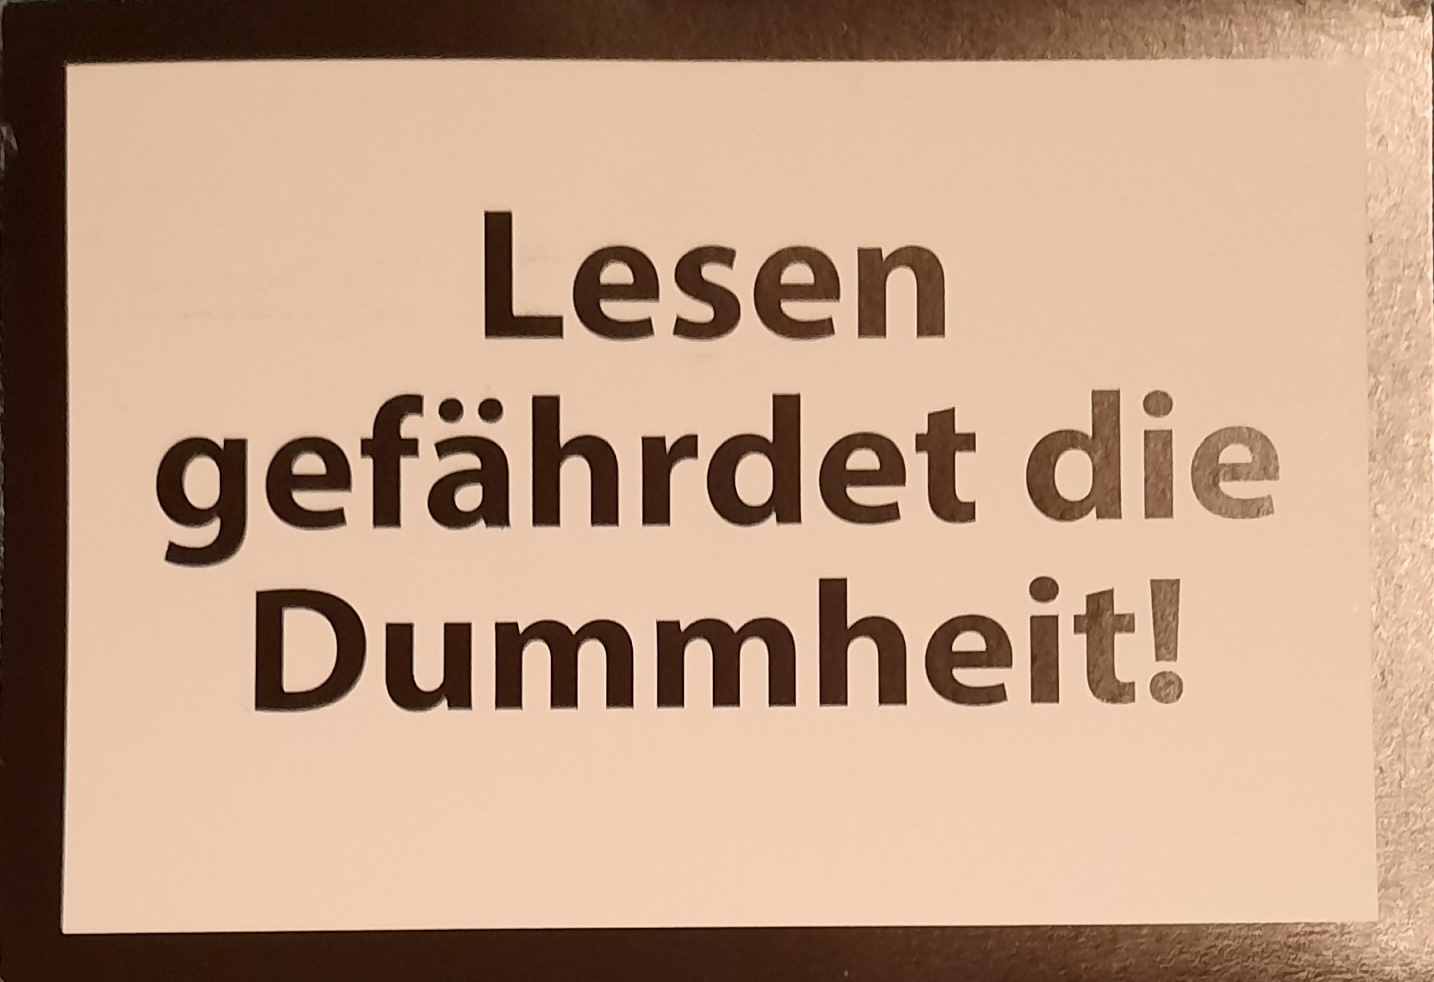 Lesen
gefährdet die
Dummheit!